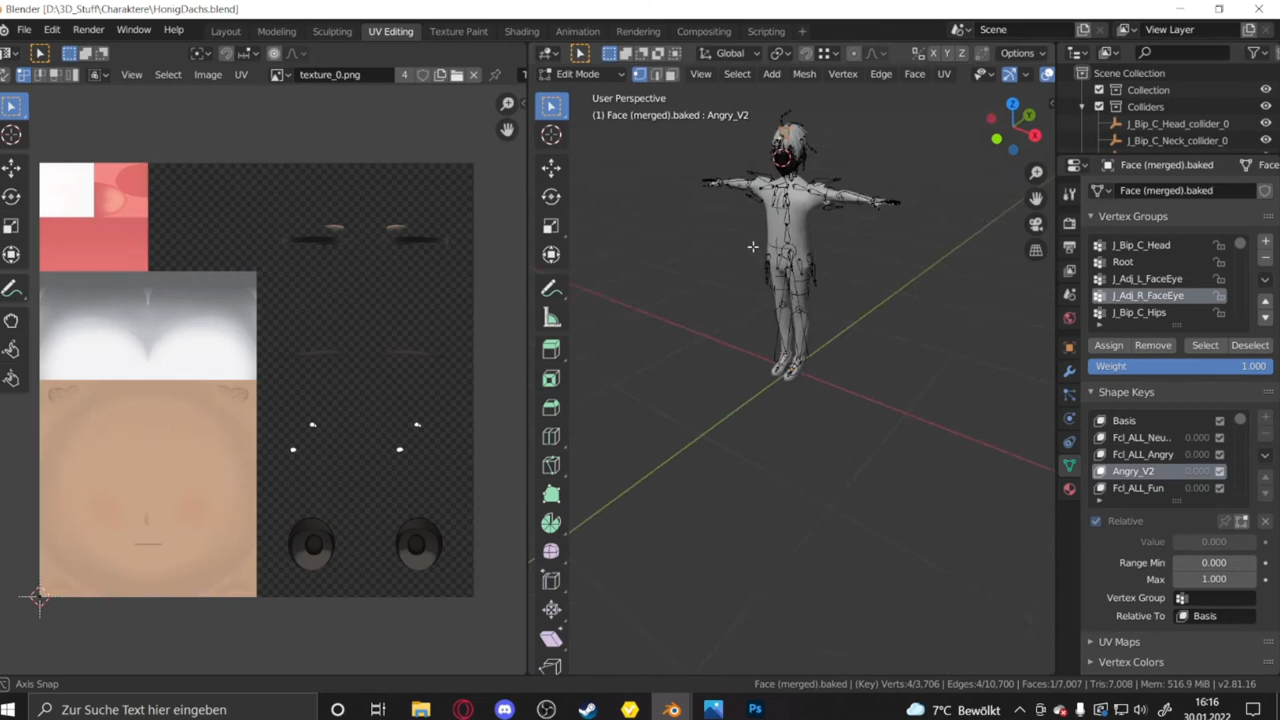 Blender [D:\3D_Stuff\Charaktere\HonigDachs.blend]
File Edit Render Window Help Layout Modeling Sculpting UV Editing Texture Paint Shading Animation Rendering Compositing Scripting + Scene View Layer
Global X Y Z Options
View Select Image UV texture_0.png 4 Edit Mode View Select Add Mesh Vertex Edge Face UV
Scene Collection
Collection
Colliders
J_Bip_C_Head_collider_0
J_Bip_C_Neck_collider_0
User Perspective
(1) Face (merged).baked : Angry_V2
Z
Y
X
Face (merged).baked Face
Face (merged).baked
Vertex Groups
J_Bip_C_Head
Root
J_Adj_L_FaceEye
J_Adj_R_FaceEye
J_Bip_C_Hips
Assign Remove Select Deselect
Weight 1.000
Shape Keys
Basis
Fcl_ALL_Neu.. 0.000
Fcl_ALL_Angry 0.000
Angry_V2 0.000
Fcl_ALL_Fun 0.000
Relative
Value 0.000
Range Min 0.000
Max 1.000
Vertex Group
Relative To Basis
UV Maps
Vertex Colors
Axis Snap
Face (merged).baked | (Key) Verts:4/3,706 | Edges:4/10,700 | Faces:1/7,007 | Tris:7,008 | Mem: 516.9 MiB | v2.81.16
Zur Suche Text hier eingeben Ps 7°C Bewölkt 16:16
30.01.2022